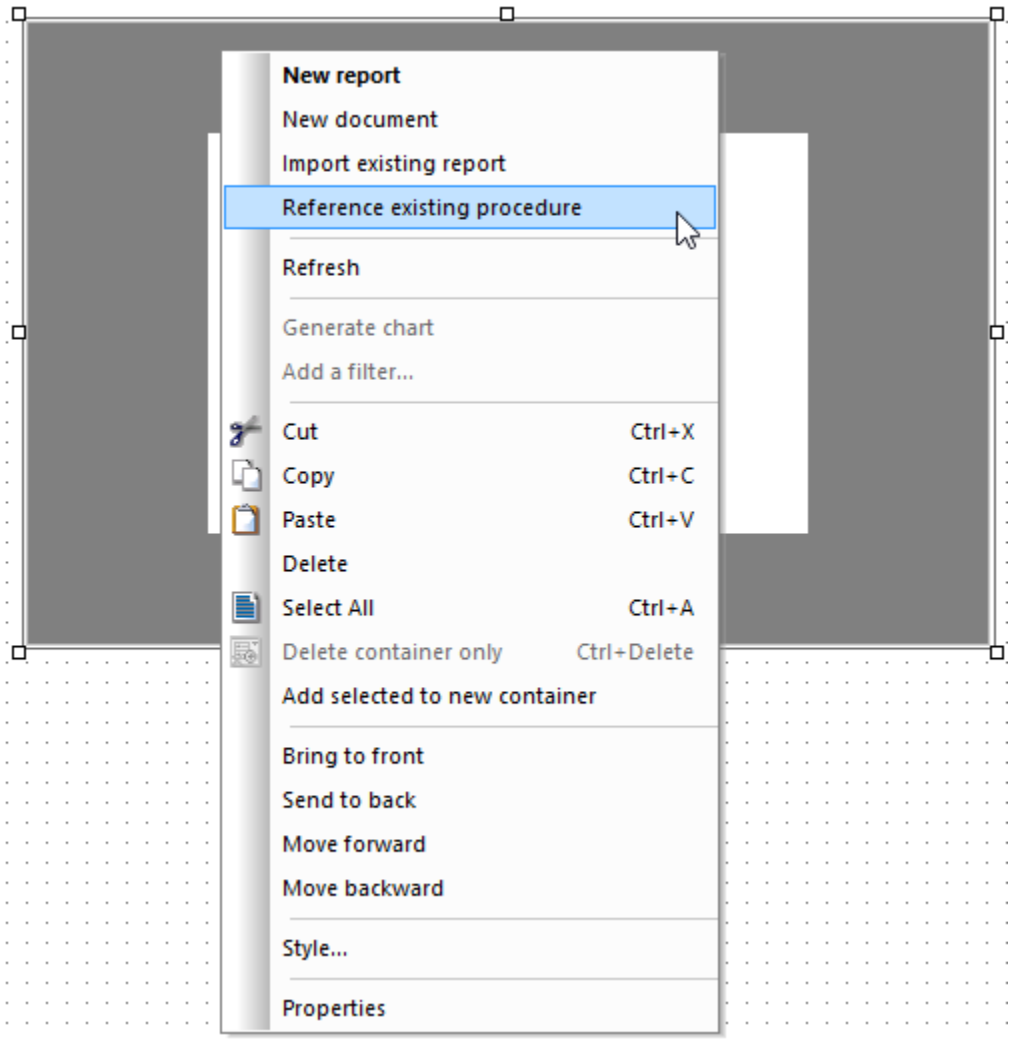 New report
New document
Import existing report
Reference existing procedure
Refresh
Generate chart
Add a filter...
Cut Ctrl+X
Copy Ctrl+C
Paste Ctrl+V
Delete
Select All Ctrl+A
Delete container only Ctrl+Delete
Add selected to new container
Bring to front
Send to back
Move forward
Move backward
Style...
Properties